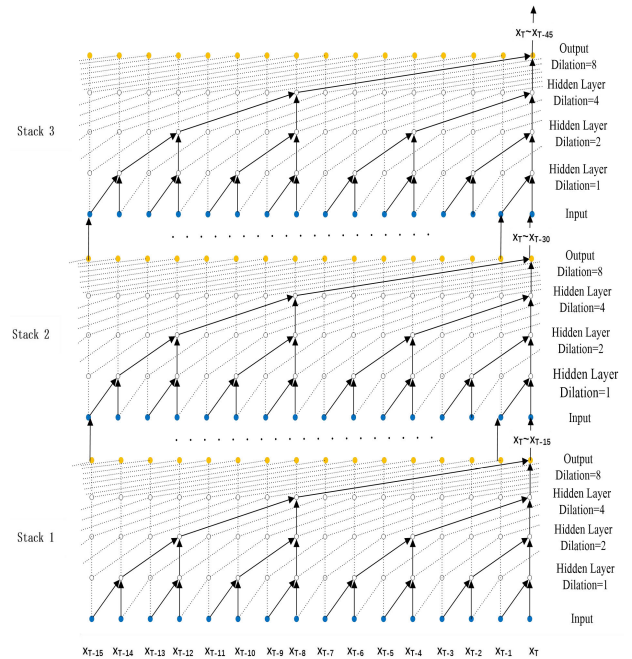 X_T~X_T-45
Output
Dilation=8
Hidden Layer
Dilation=4
Stack 3
Hidden Layer
Dilation=2
Hidden Layer
Dilation=1
Input
X_T~X_T-30
Output
Dilation=8
Hidden Layer
Dilation=4
Stack 2
Hidden Layer
Dilation=2
Hidden Layer
Dilation=1
Input
X_T~X_T-15
Output
Dilation=8
Hidden Layer
Dilation=4
Stack 1
Hidden Layer
Dilation=2
Hidden Layer
Dilation=1
Input
X_T-15 X_T-14 X_T-13 X_T-12 X_T-11 X_T-10 X_T-9 X_T-8 X_T-7 X_T-6 X_T-5 X_T-4 X_T-3 X_T-2 X_T-1 X_T